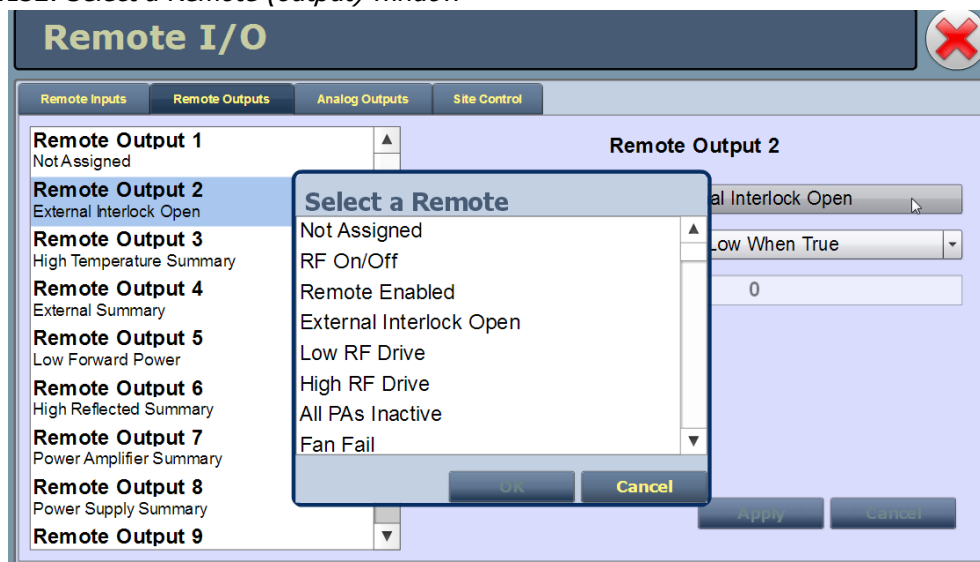 Select a Remote (output) window
Remote I/O
Remote Inputs
Remote Outputs
Analog Outputs
Site Control
Remote Output 1
Not Assigned
Remote Output 2
External Interlock Open
Remote Output 3
High Temperature Summary
Remote Output 4
External Summary
Remote Output 5
Low Forward Power
Remote Output 6
High Reflected Summary
Remote Output 7
Power Amplifier Summary
Remote Output 8
Power Supply Summary
Remote Output 9
Remote Output 2
al Interlock Open
Low When True
0
Apply
Cancel
Select a Remote
Not Assigned
RF On/Off
Remote Enabled
External Interlock Open
Low RF Drive
High RF Drive
All PAs Inactive
Fan Fail
OK
Cancel